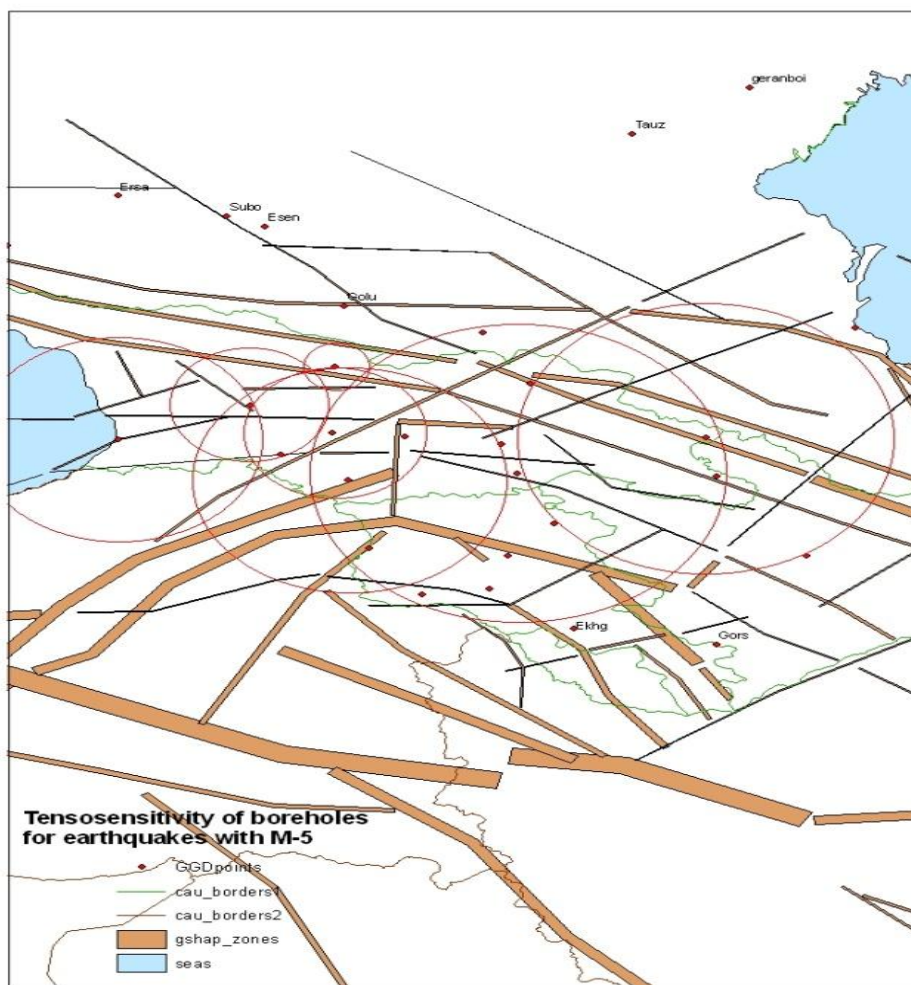 geranboi
Tauz
Ersa
Subo
Esen
Golu
Ekhg
Gors
Tensosensitivity of boreholes
for earthquakes with M-5
GGDpoints
cau_borders1
cau_borders2
gshap_zones
seas